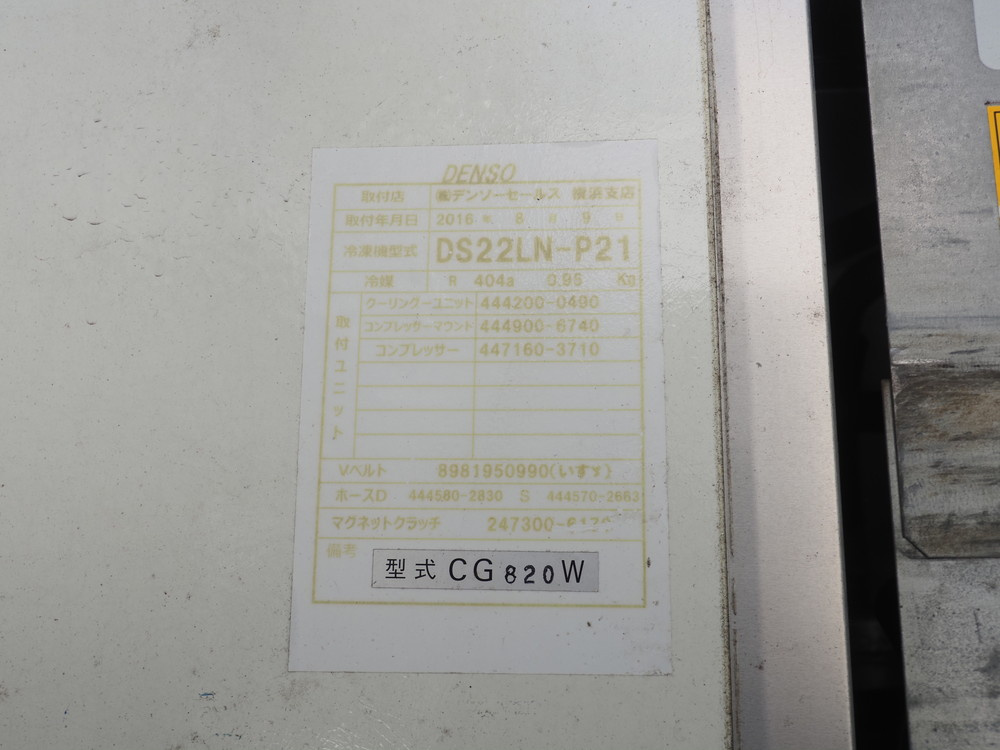 DENSO
取付店 ㈱デンソーセールス 横浜支店
取付年月日 2016 年 8 月 9 日
冷凍機型式 DS22LN-P21
冷媒 R 404a 0.95 Kg
取付ユニット
クーリングーユニット 444200-0490
コンプレッサーマウント 444900-6740
コンプレッサー 447160-3710
Vベルト 8981950990(いすゞ)
ホースD 444580-2830 S 444570-2663
マグネットクラッチ
備考
型式 CG820W